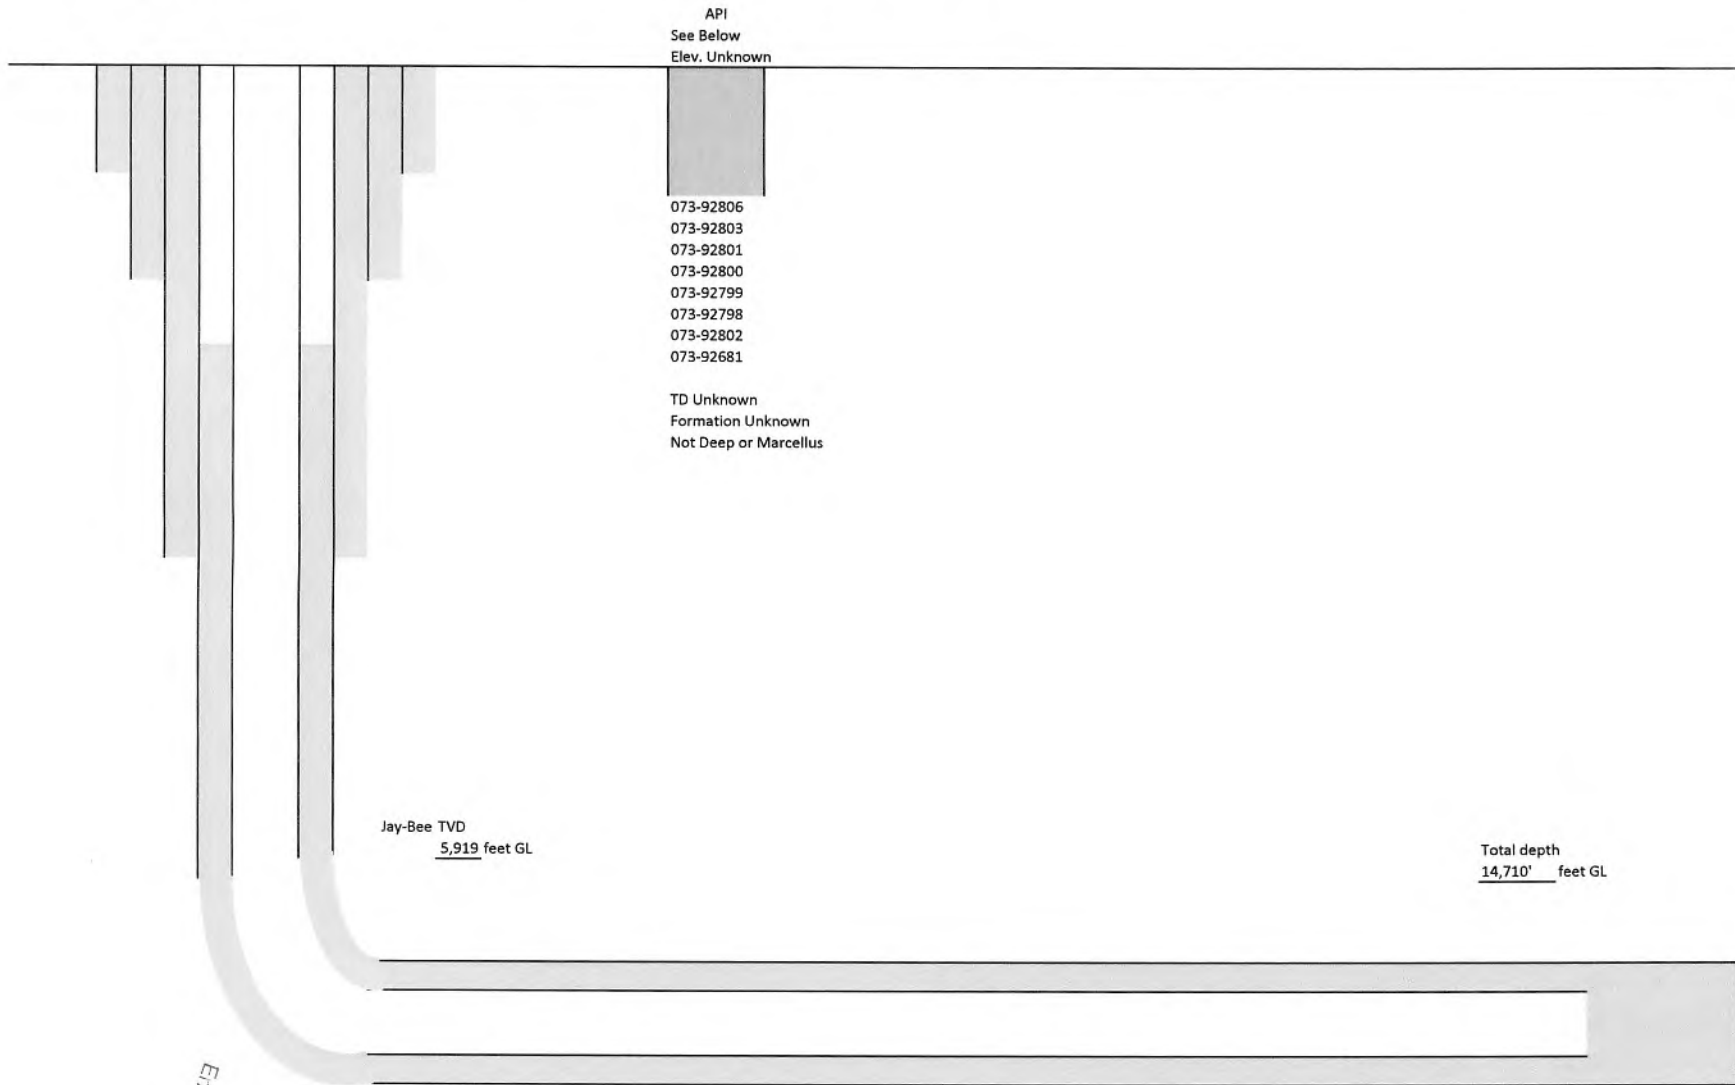 API
See Below
Elev. Unknown
073-92806
073-92803
073-92801
073-92800
073-92799
073-92798
073-92802
073-92681
TD Unknown
Formation Unknown
Not Deep or Marcellus
Jay-Bee TVD
5,919 feet GL
Total depth
14,710' feet GL